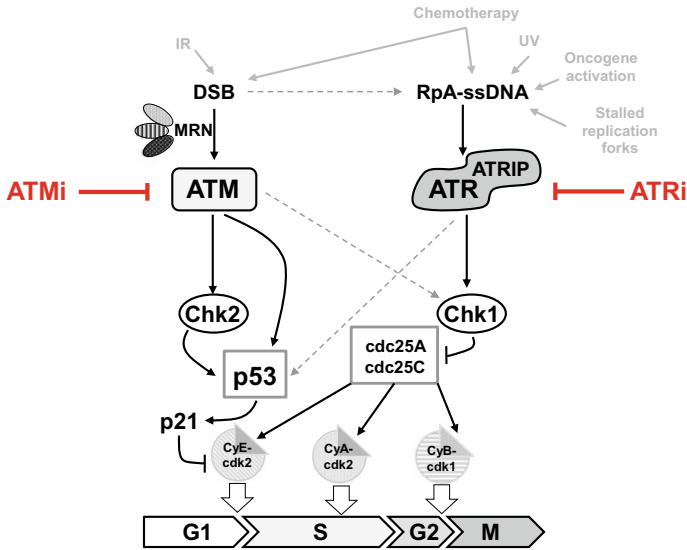 Chemotherapy
IR
UV
Oncogene
activation
DSB
RpA-ssDNA
Stalled
replication
forks
MRN
ATMi
ATM
ATRIP
ATR
ATRi
Chk2
Chk1
cdc25A
cdc25C
p53
p21
CyE-
cdk2
CyA-
cdk2
CyB-
cdk1
G1
S
G2
M